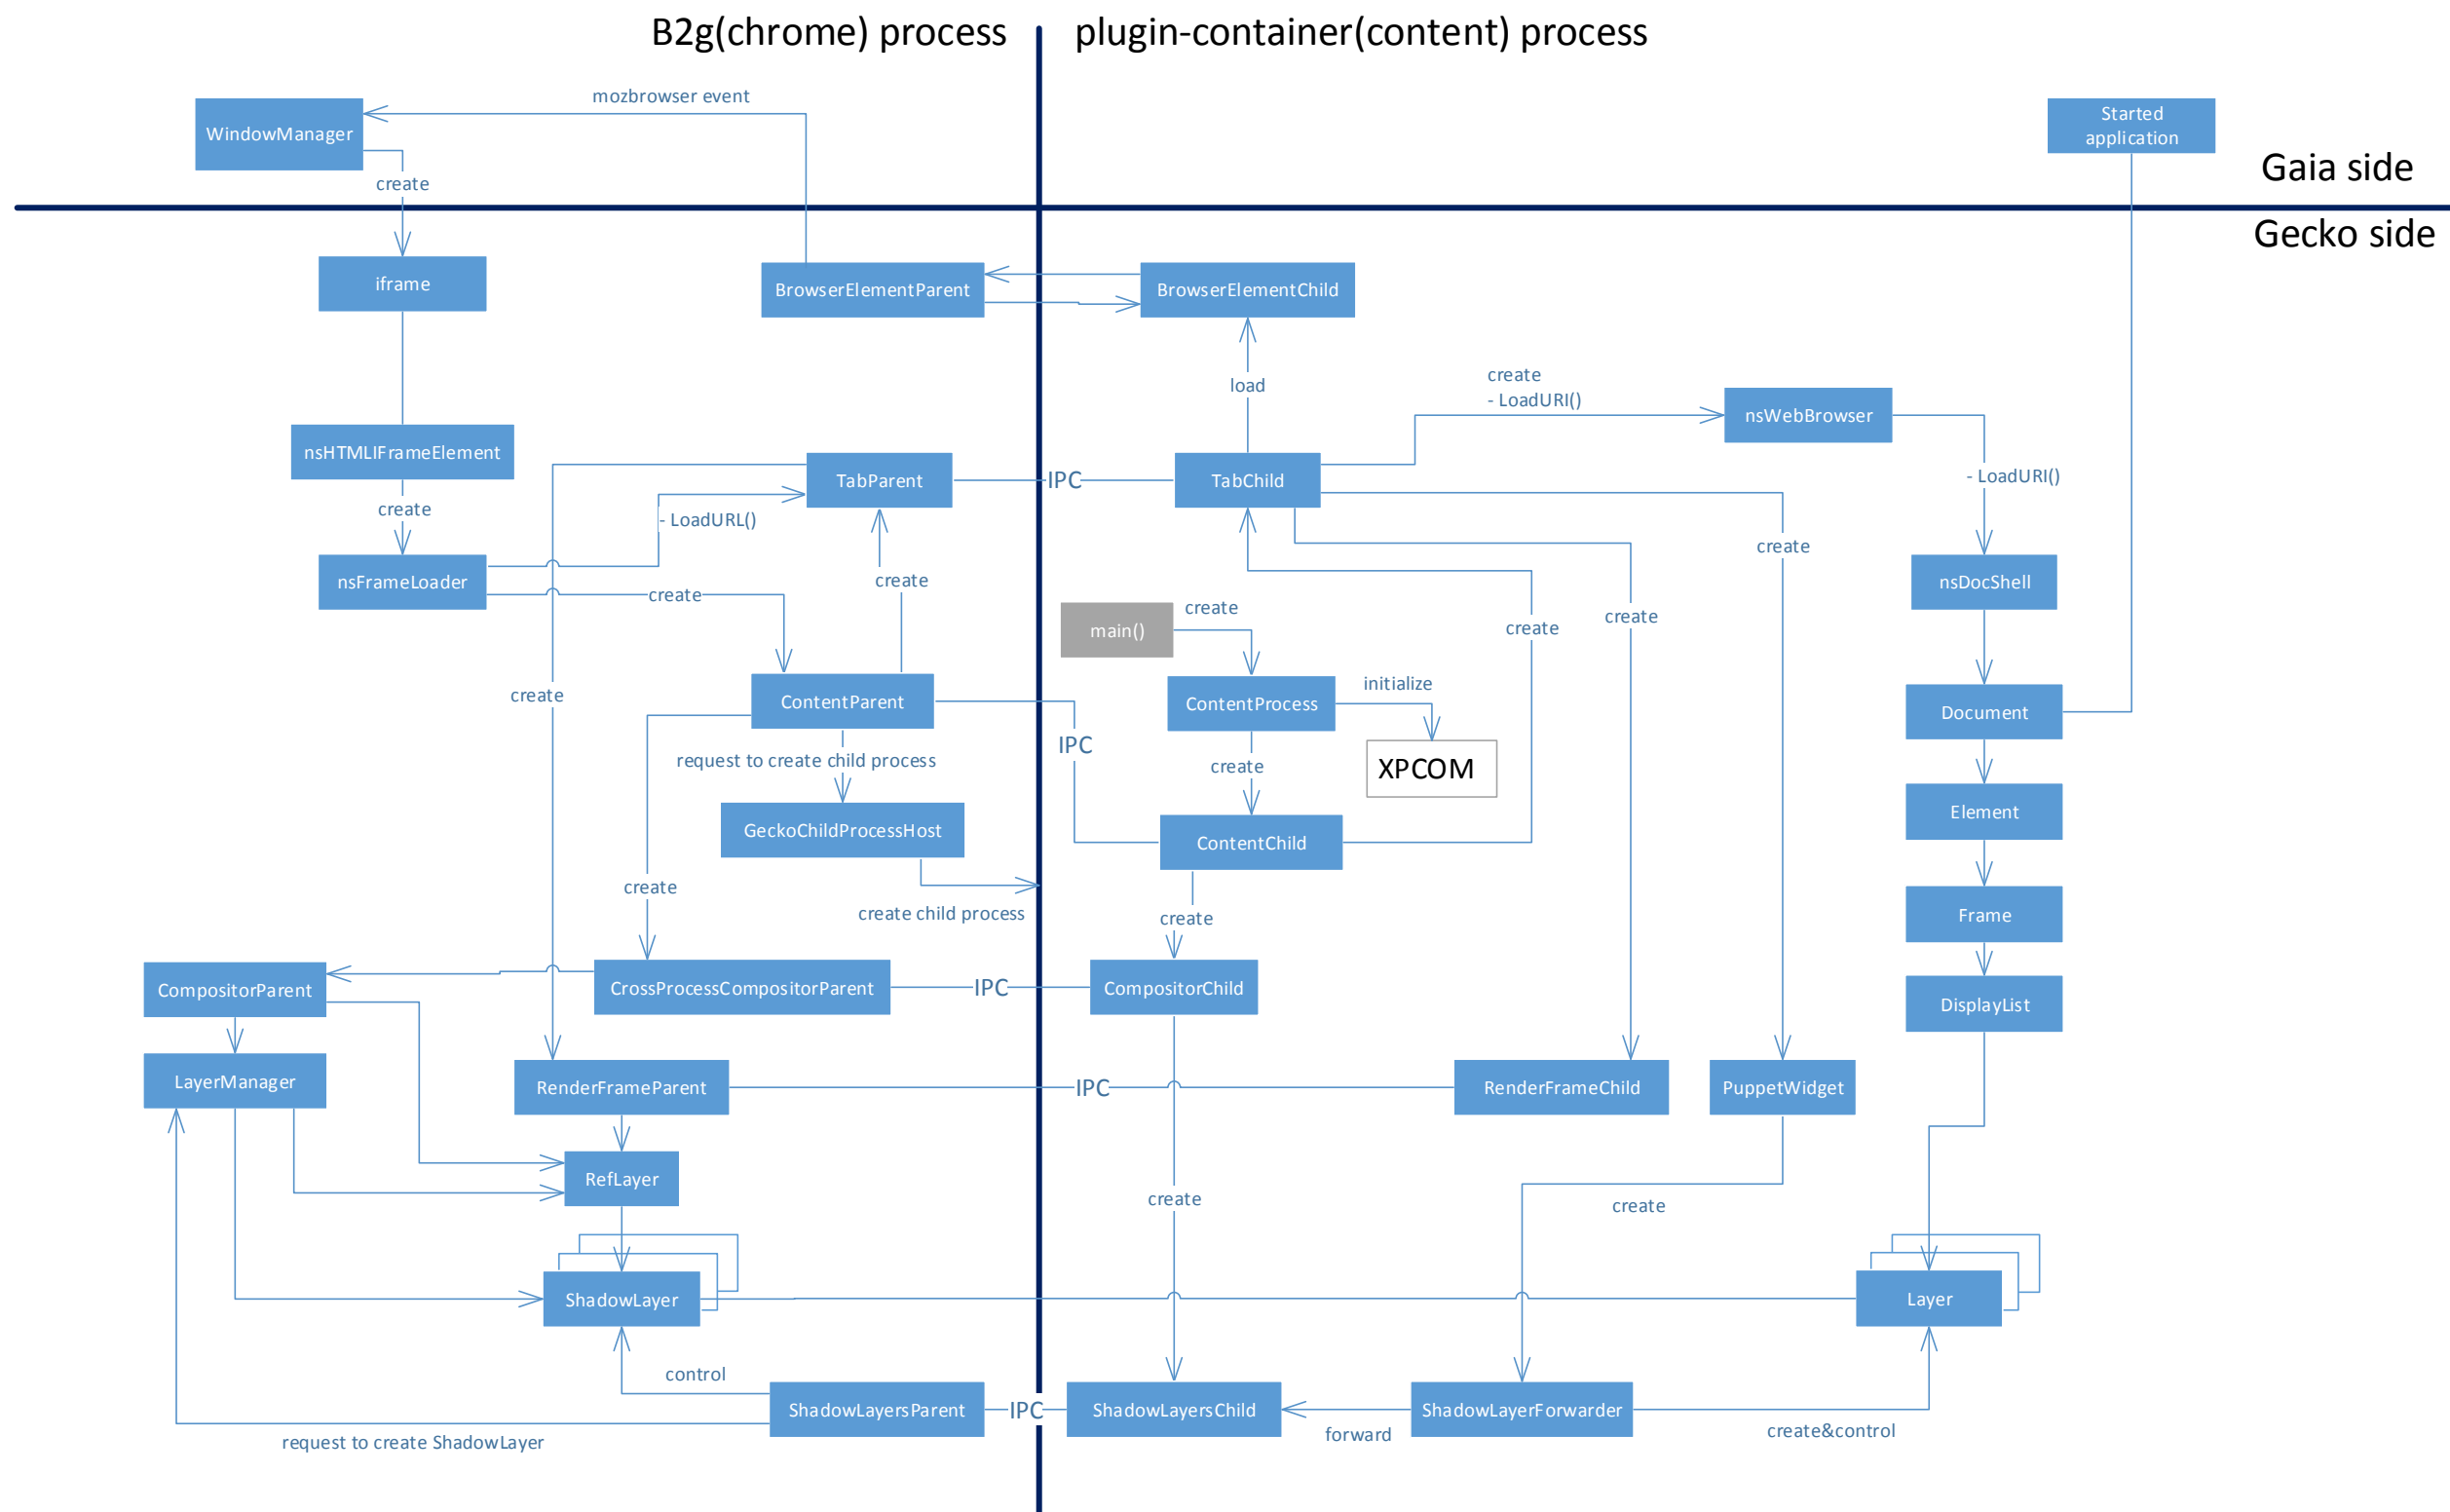 B2g(chrome) process
plugin-container(content) process
mozbrowser event
WindowManager
Started
application
create
Gaia side
Gecko side
iframe
BrowserElementParent
BrowserElementChild
load
create
- LoadURI()
nsWebBrowser
nsHTMLIFrameElement
TabParent
IPC
TabChild
- LoadURI()
create
- LoadURL()
create
nsFrameLoader
create
create
nsDocShell
create
main()
create
create
create
ContentParent
ContentProcess
initialize
create
Document
IPC
request to create child process
create
XPCOM
GeckoChildProcessHost
ContentChild
Element
create
create child process
create
Frame
CompositorParent
CrossProcessCompositorParent
IPC
CompositorChild
DisplayList
LayerManager
RenderFrameParent
IPC
RenderFrameChild
PuppetWidget
RefLayer
create
create
ShadowLayer
Layer
control
ShadowLayersParent
IPC
ShadowLayersChild
ShadowLayerForwarder
request to create ShadowLayer
forward
create&control